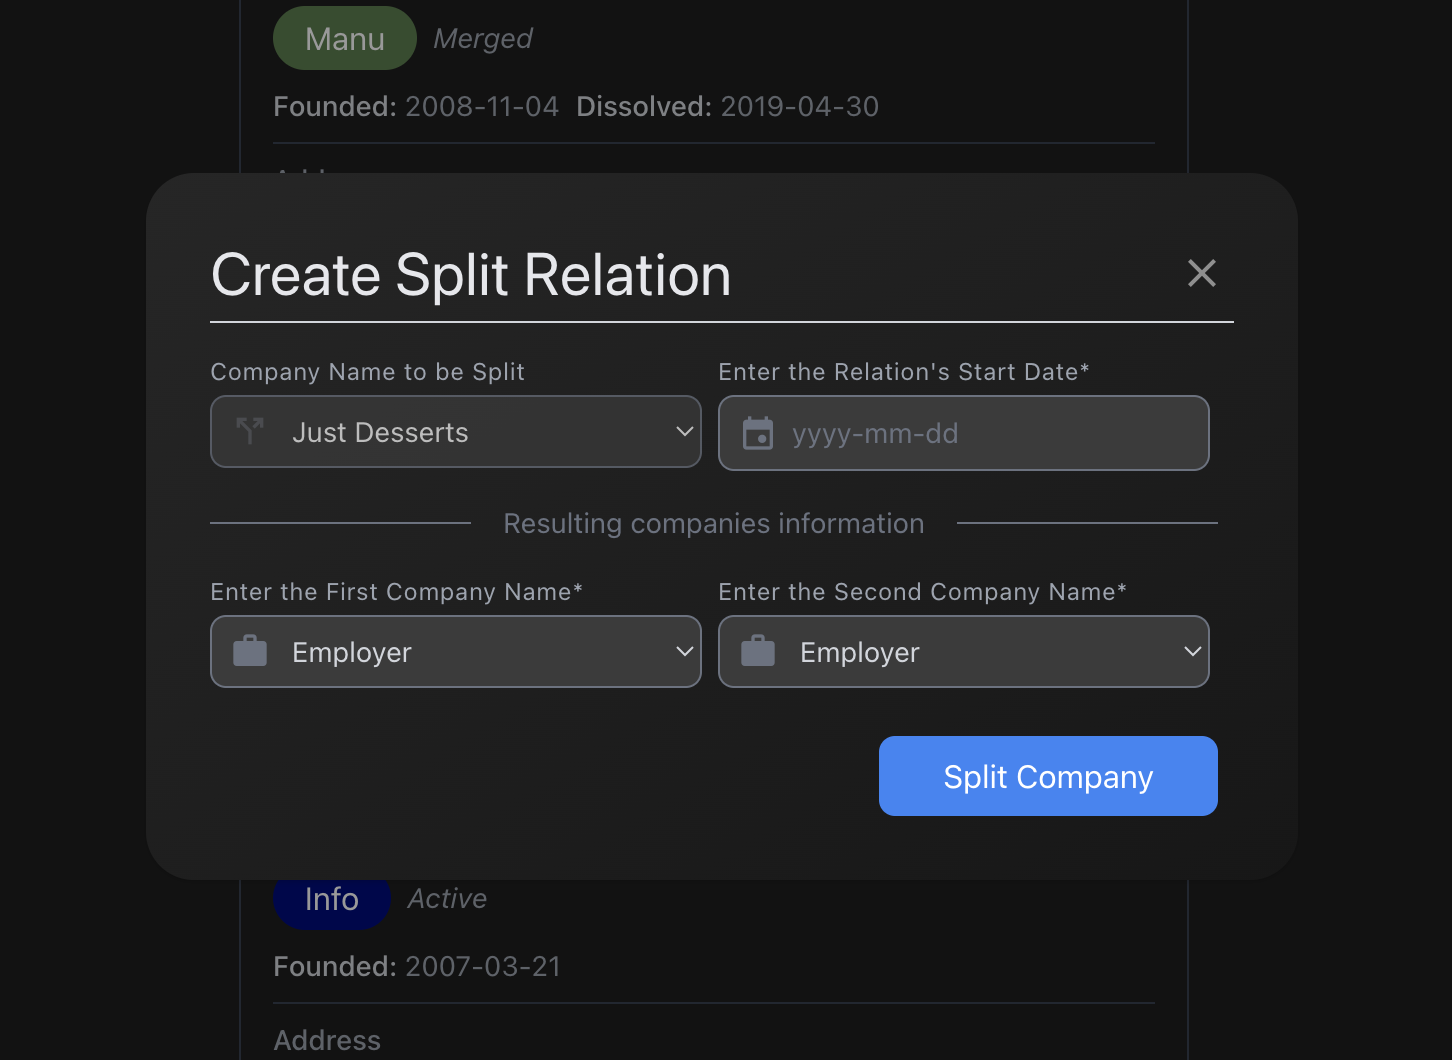 Manu Merged
Founded: 2008-11-04 Dissolved: 2019-04-30
Create Split Relation
Company Name to be Split
Enter the Relation's Start Date*
Just Desserts
yyyy-mm-dd
Resulting companies information
Enter the First Company Name*
Enter the Second Company Name*
Employer
Employer
Split Company
Info Active
Founded: 2007-03-21
Address